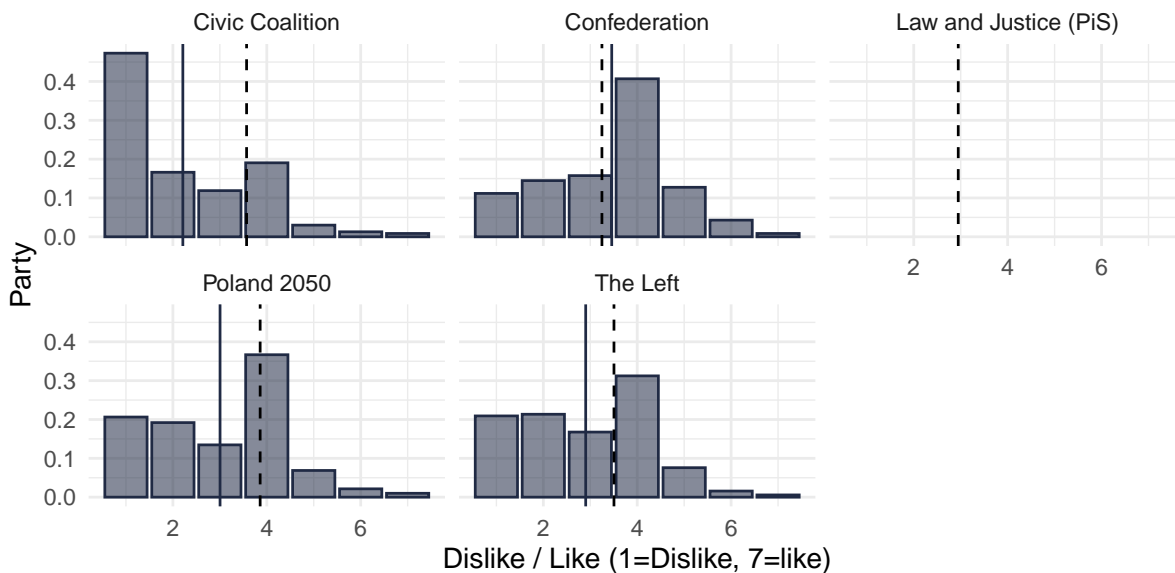 Civic Coalition
Confederation
Law and Justice (PiS)
0.4
0.3
0.2
0.1
0.0
2 4 6
Party
Poland 2050
The Left
0.4
0.3
0.2
0.1
0.0
2 4 6
2 4 6
Dislike / Like (1=Dislike, 7=like)